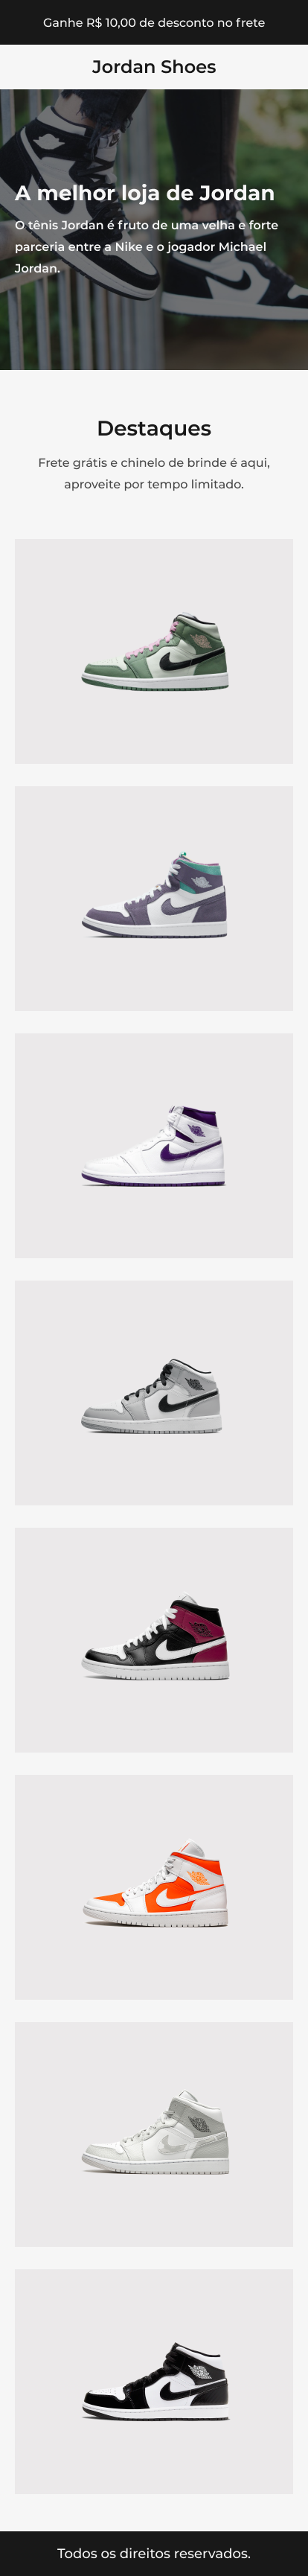 Ganhe R$ 10,00 de desconto no frete
Jordan Shoes
A melhor loja de Jordan
O tênis Jordan é fruto de uma velha e forte
parceria entre a Nike e o jogador Michael
Jordan.
Destaques
Frete grátis e chinelo de brinde é aqui,
aproveite por tempo limitado.
Todos os direitos reservados.